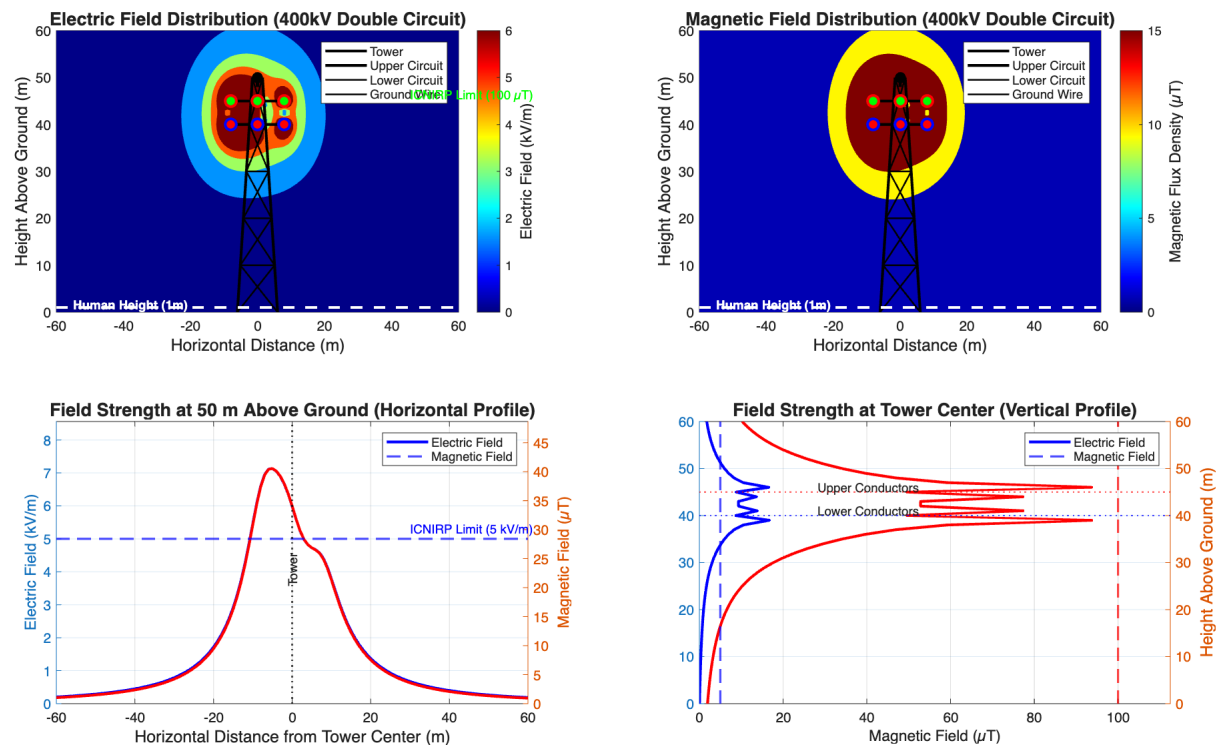 Electric Field Distribution (400kV Double Circuit)
60
50
40
30
20
10
0
Height Above Ground (m)
-60 -40 -20 0 20 40 60
Horizontal Distance (m)
Tower
Upper Circuit
Lower Circuit
Ground Wire
ICNIRP Limit (100 µT)
Human Height (1m)
6
5
4
3
2
1
0
Electric Field (kV/m)
Magnetic Field Distribution (400kV Double Circuit)
60
50
40
30
20
10
0
Height Above Ground (m)
-60 -40 -20 0 20 40 60
Horizontal Distance (m)
Tower
Upper Circuit
Lower Circuit
Ground Wire
Human Height (1m)
15
10
5
0
Magnetic Flux Density (µT)
Field Strength at 50 m Above Ground (Horizontal Profile)
8
7
6
5
4
3
2
1
0
Electric Field (kV/m)
Electric Field
Magnetic Field
ICNIRP Limit (5 kV/m)
Tower
45
40
35
30
25
20
15
10
5
0
Magnetic Field (µT)
-60 -40 -20 0 20 40 60
Horizontal Distance from Tower Center (m)
Field Strength at Tower Center (Vertical Profile)
60
50
40
30
20
10
0
Electric Field
Magnetic Field
Upper Conductors
Lower Conductors
60
50
40
30
20
10
0
Height Above Ground (m)
0 20 40 60 80 100
Magnetic Field (µT)